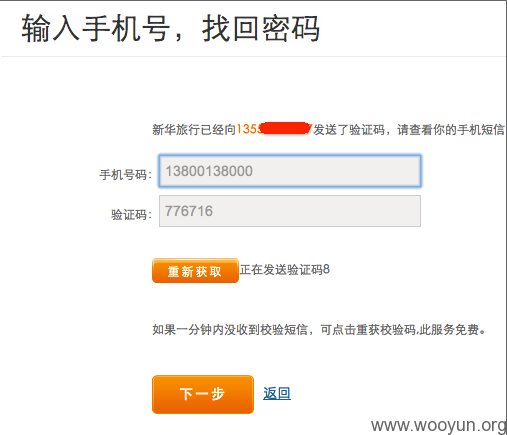 输入手机号，找回密码
新华旅行已经向1355 7发送了验证码，请查看你的手机短信
手机号码： 13800138000
验证码： 776716
重新获取 正在发送验证码8
如果一分钟内没收到校验短信，可点击重获校验码,此服务免费。
下一步 返回
www.wooyun.org